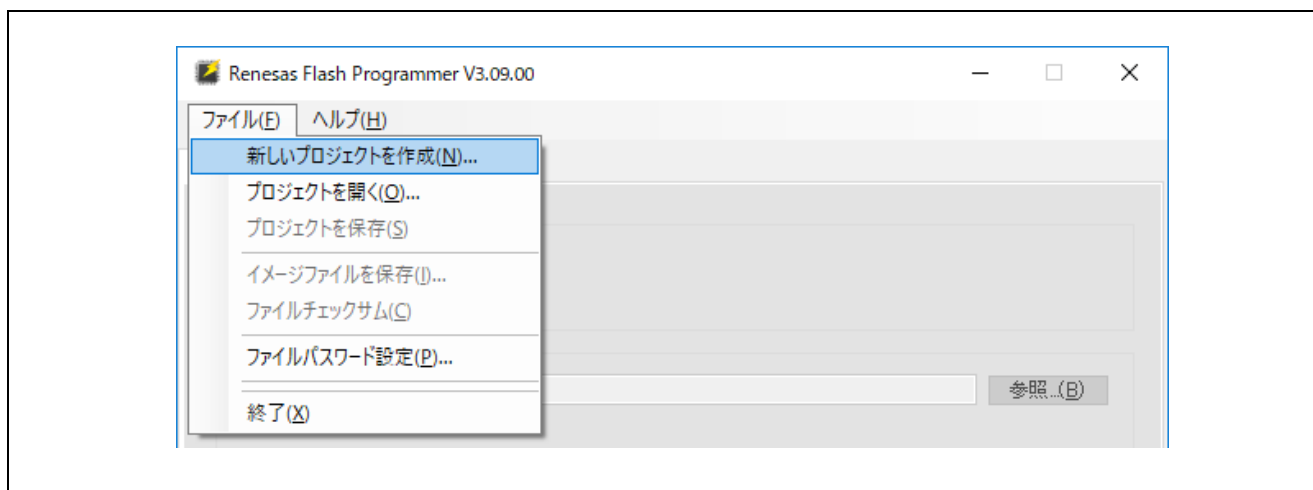 Renesas Flash Programmer V3.09.00
ファイル(F) ヘルプ(H)
新しいプロジェクトを作成(N)...
プロジェクトを開く(O)...
プロジェクトを保存(S)
イメージファイルを保存(I)...
ファイルチェックサム(C)
ファイルパスワード設定(P)...
参照...(B)
終了(X)